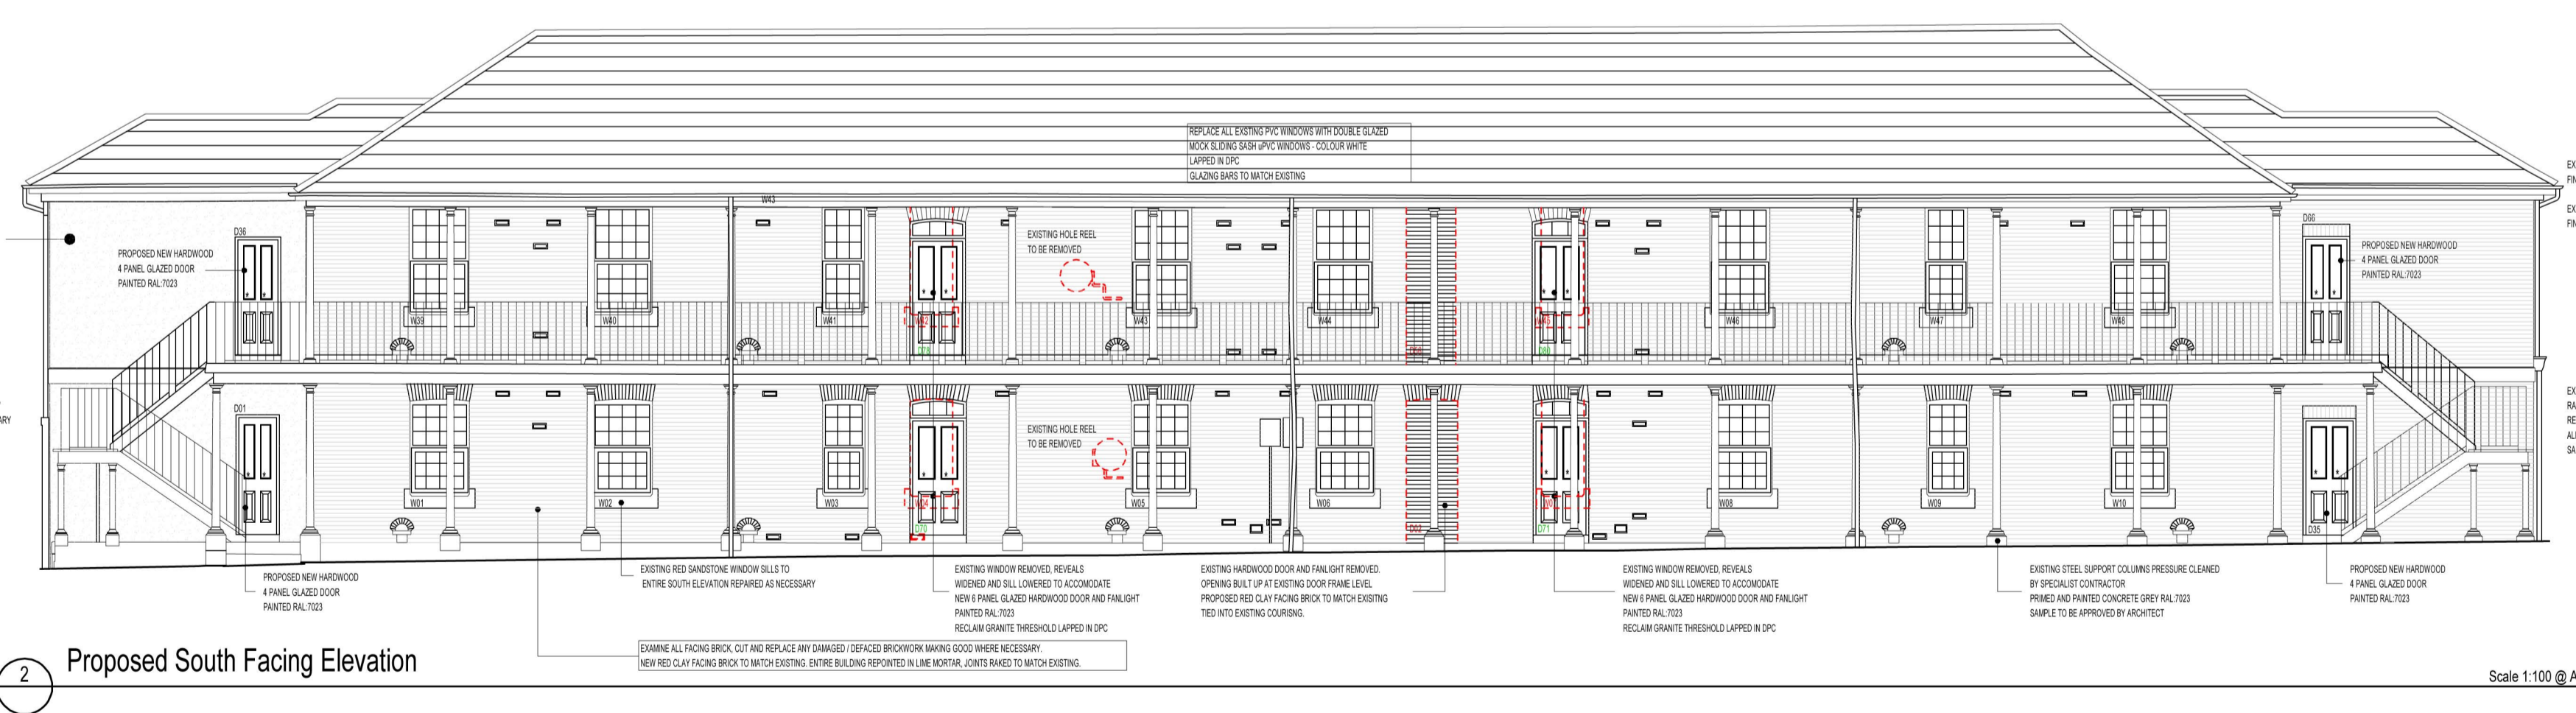 REPLACE ALL EXSTING PVC WINDOWS WITH DOUBLE GLAZED
MOCK SLIDING SASH uPVC WINDOWS - COLOUR WHITE
LAPPED IN DPC
GLAZING BARS TO MATCH EXISTING
W43
D36
PROPOSED NEW HARDWOOD
4 PANEL GLAZED DOOR
PAINTED RAL:7023
EXISTING HOLE REEL
TO BE REMOVED
D66
PROPOSED NEW HARDWOOD
4 PANEL GLAZED DOOR
PAINTED RAL:7023
W39
W40
W41
W42
W43
W44
W45
W46
W47
W48
D78
D80
D01
EXISTING HOLE REEL
TO BE REMOVED
W01
W02
W03
W04
W05
W06
W08
W09
W10
D70
D02
D71
D35
PROPOSED NEW HARDWOOD
4 PANEL GLAZED DOOR
PAINTED RAL:7023
EXISTING RED SANDSTONE WINDOW SILLS TO
ENTIRE SOUTH ELEVATION REPAIRED AS NECESSARY
EXISTING WINDOW REMOVED, REVEALS
WIDENED AND SILL LOWERED TO ACCOMODATE
NEW 6 PANEL GLAZED HARDWOOD DOOR AND FANLIGHT
PAINTED RAL:7023
RECLAIM GRANITE THRESHOLD LAPPED IN DPC
EXISTING HARDWOOD DOOR AND FANLIGHT REMOVED.
OPENING BUILT UP AT EXISTING DOOR FRAME LEVEL
PROPOSED RED CLAY FACING BRICK TO MATCH EXISITNG
TIED INTO EXISTING COURISNG.
EXISTING WINDOW REMOVED, REVEALS
WIDENED AND SILL LOWERED TO ACCOMODATE
NEW 6 PANEL GLAZED HARDWOOD DOOR AND FANLIGHT
PAINTED RAL:7023
RECLAIM GRANITE THRESHOLD LAPPED IN DPC
EXISTING STEEL SUPPORT COLUMNS PRESSURE CLEANED
BY SPECIALIST CONTRACTOR
PRIMED AND PAINTED CONCRETE GREY RAL:7023
SAMPLE TO BE APPROVED BY ARCHITECT
PROPOSED NEW HARDWOOD
4 PANEL GLAZED DOOR
PAINTED RAL:7023
EXAMINE ALL FACING BRICK, CUT AND REPLACE ANY DAMAGED / DEFACED BRICKWORK MAKING GOOD WHERE NECESSARY.
NEW RED CLAY FACING BRICK TO MATCH EXISTING. ENTIRE BUILDING REPOINTED IN LIME MORTAR, JOINTS RAKED TO MATCH EXISTING.
2
Proposed South Facing Elevation
Scale 1:100 @ A